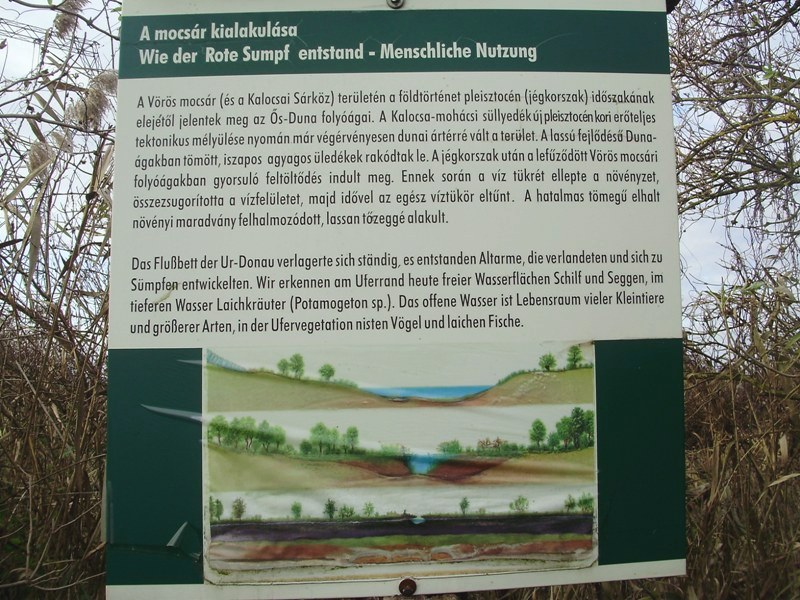 A mocsár kialakulása
Wie der Rote Sumpf entstand - Menschliche Nutzung
A Vörös mocsár (és a Kalocsai Sárköz) területén a földtörténet pleisztocén (jégkorszak) időszakának
elejétől jelentek meg az Ős-Duna folyóágai. A Kalocsa-mohácsi süllyedék új pleisztocén kori erőteljes
tektonikus mélyülése nyomán már végérvényesen dunai ártérré vált a terület. A lassú fejlődésű Duna-
ágakban tömött, iszapos agyagos üledékek rakódtak le. A jégkorszak után a lefűződött Vörös mocsári
folyóágakban gyorsuló feltöltődés indult meg. Ennek során a víz tükrét ellepte a növényzet,
összezsugorította a vízfelületet, majd idővel az egész víztükör eltűnt. A hatalmas tömegű elhalt
növényi maradvány felhalmozódott, lassan tőzeggé alakult.
Das Flußbett der Ur-Donau verlagerte sich ständig, es entstanden Altarme, die verlandeten und sich zu
Sümpfen entwickelten. Wir erkennen am Uferrand heute freier Wasserflächen Schilf und Seggen, im
tieferen Wasser Laichkräuter (Potamogeton sp.). Das offene Wasser ist Lebensraum vieler Kleintiere
und größerer Arten, in der Ufervegetation nisten Vögel und laichen Fische.